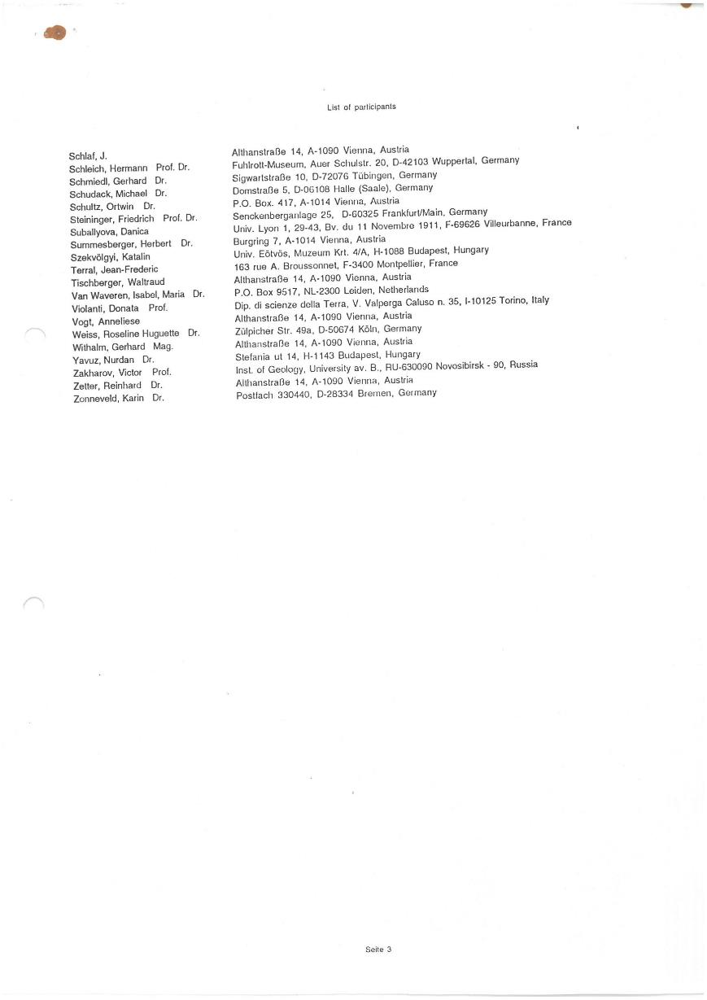 List of participants
Schlaf, J. Althanstraße 14, A-1090 Vienna, Austria
Schleich, Hermann Prof. Dr. Fuhlrott-Museum, Auer Schulstr. 20, D-42103 Wuppertal, Germany
Schmiedl, Gerhard Dr. Sigwartstraße 10, D-72076 Tübingen, Germany
Schudack, Michael Dr. Domstraße 5, D-06108 Halle (Saale), Germany
Schultz, Ortwin Dr. P.O. Box. 417, A-1014 Vienna, Austria
Steininger, Friedrich Prof. Dr. Senckenberganlage 25, D-60325 Frankfurt/Main, Germany
Suballyova, Danica Univ. Lyon 1, 29-43, Bv. du 11 Novembre 1911, F-69626 Villeurbanne, France
Summesberger, Herbert Dr. Burgring 7, A-1014 Vienna, Austria
Szekvölgyi, Katalin Univ. Eötvös, Muzeum Krt. 4/A, H-1088 Budapest, Hungary
Terral, Jean-Frederic 163 rue A. Broussonnet, F-3400 Montpellier, France
Tischberger, Waltraud Althanstraße 14, A-1090 Vienna, Austria
Van Waveren, Isabel, Maria Dr. P.O. Box 9517, NL-2300 Leiden, Netherlands
Violanti, Donata Prof. Dip. di scienze della Terra, V. Valperga Caluso n. 35, I-10125 Torino, Italy
Vogt, Anneliese Althanstraße 14, A-1090 Vienna, Austria
Weiss, Roseline Huguette Dr. Zülpicher Str. 49a, D-50674 Köln, Germany
Withalm, Gerhard Mag. Althanstraße 14, A-1090 Vienna, Austria
Yavuz, Nurdan Dr. Stefania ut 14, H-1143 Budapest, Hungary
Zakharov, Victor Prof. Inst. of Geology, University av. B., RU-630090 Novosibirsk - 90, Russia
Zetter, Reinhard Dr. Althanstraße 14, A-1090 Vienna, Austria
Zonneveld, Karin Dr. Postfach 330440, D-28334 Bremen, Germany
Seite 3